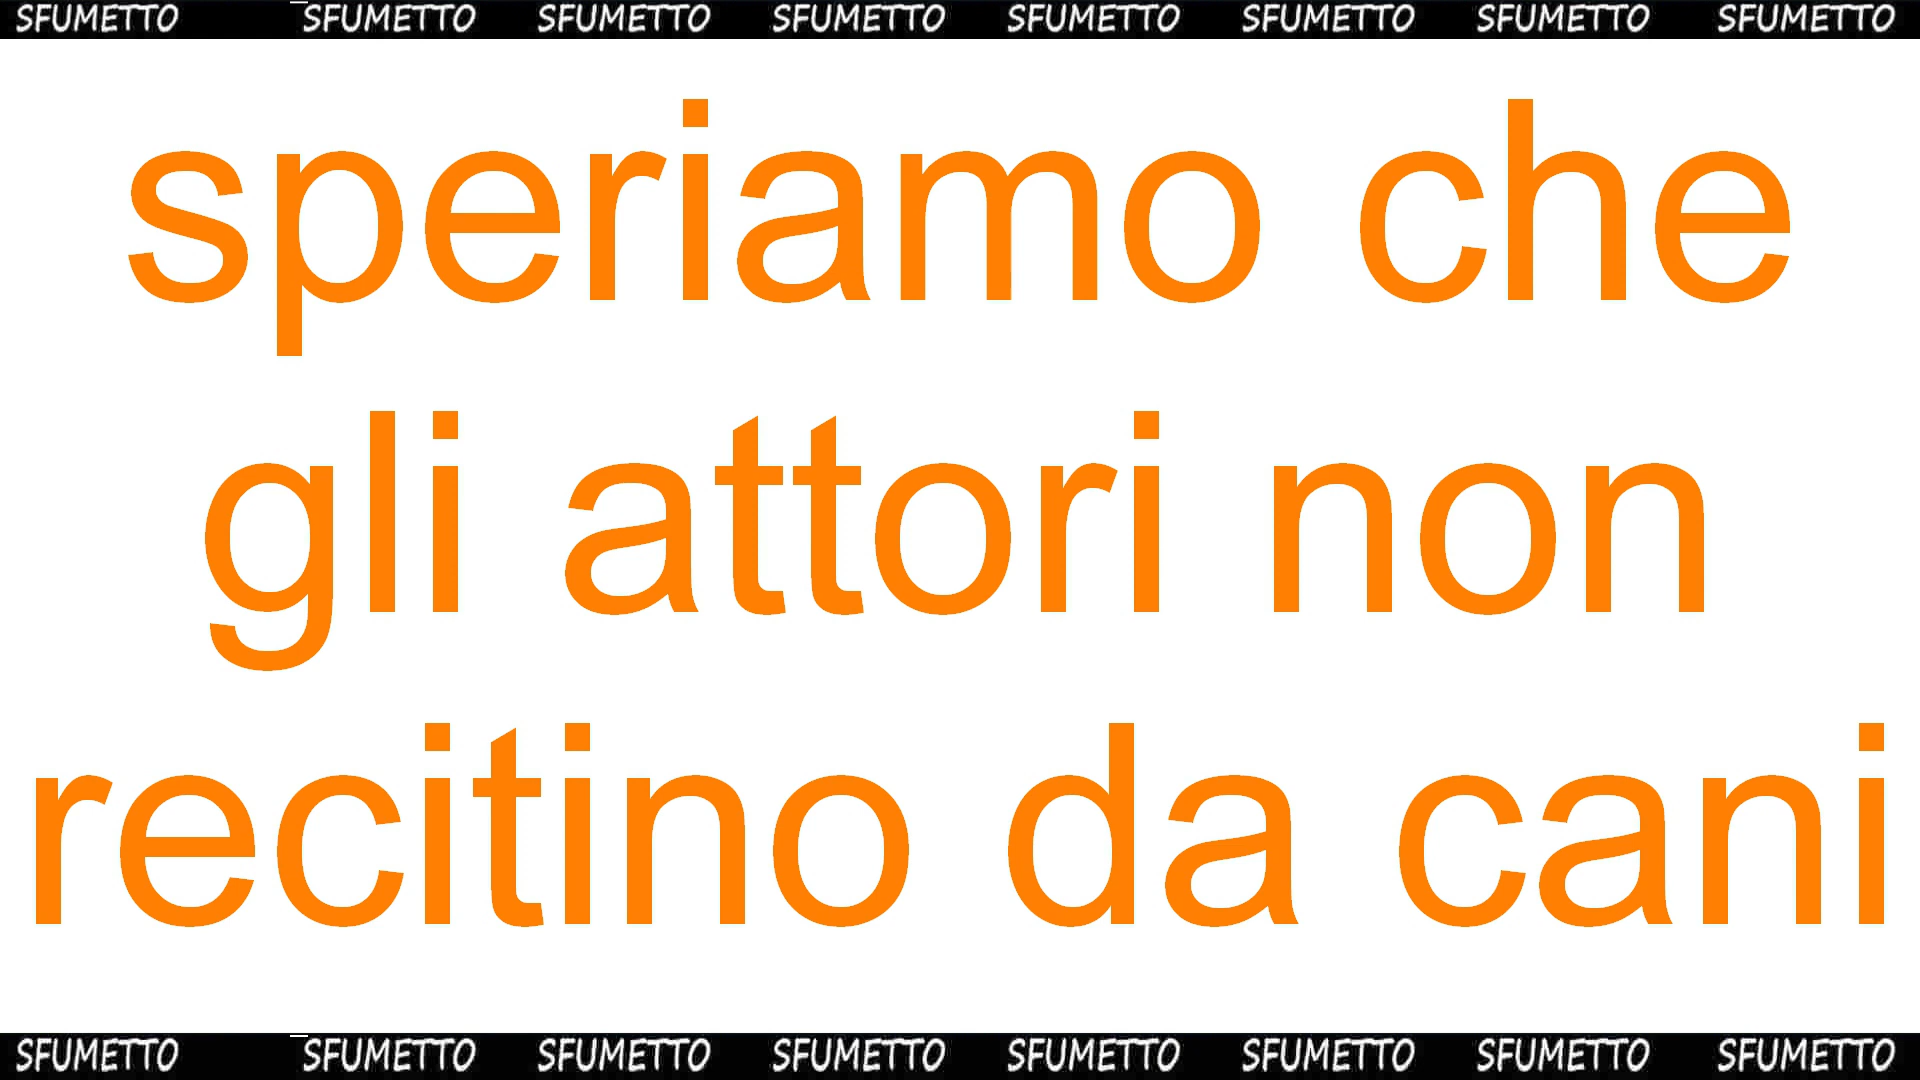 SFUMETTO SFUMETTO SFUMETTO SFUMETTO SFUMETTO SFUMETTO SFUMETTO SFUMETTO
speriamo che
gli attori non
recitino da cani
SFUMETTO SFUMETTO SFUMETTO SFUMETTO SFUMETTO SFUMETTO SFUMETTO SFUMETTO